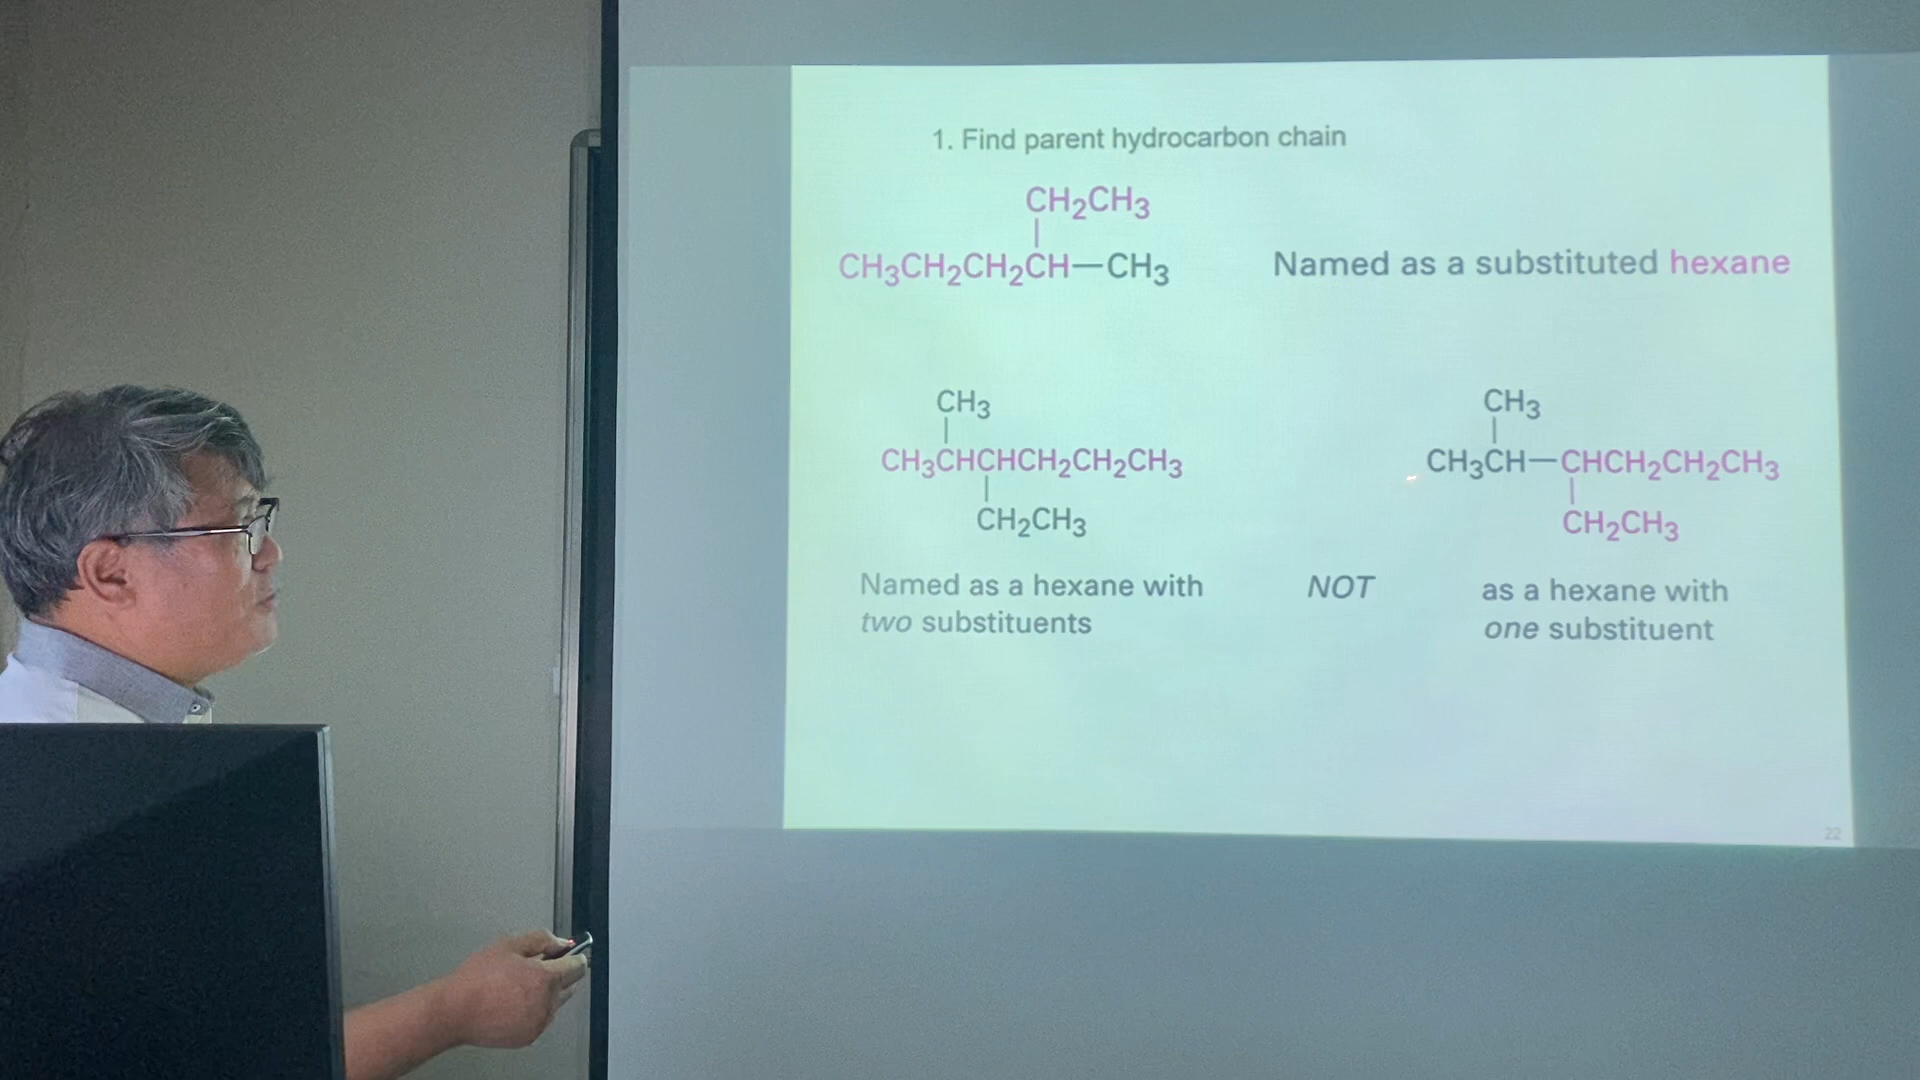 1. Find parent hydrocarbon chain
CH₂CH₃
CH₃CH₂CH₂CH—CH₃
Named as a substituted hexane
CH₃
CH₃CHCHCH₂CH₂CH₃
CH₂CH₃
Named as a hexane with
two substituents
NOT
CH₃
CH₃CH—CHCH₂CH₂CH₃
CH₂CH₃
as a hexane with
one substituent
22